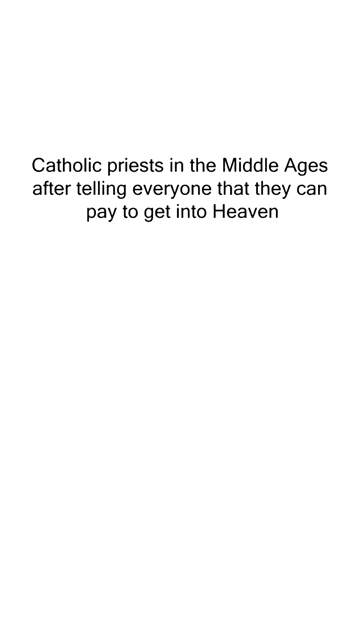 Catholic priests in the Middle Ages
after telling everyone that they can
pay to get into Heaven